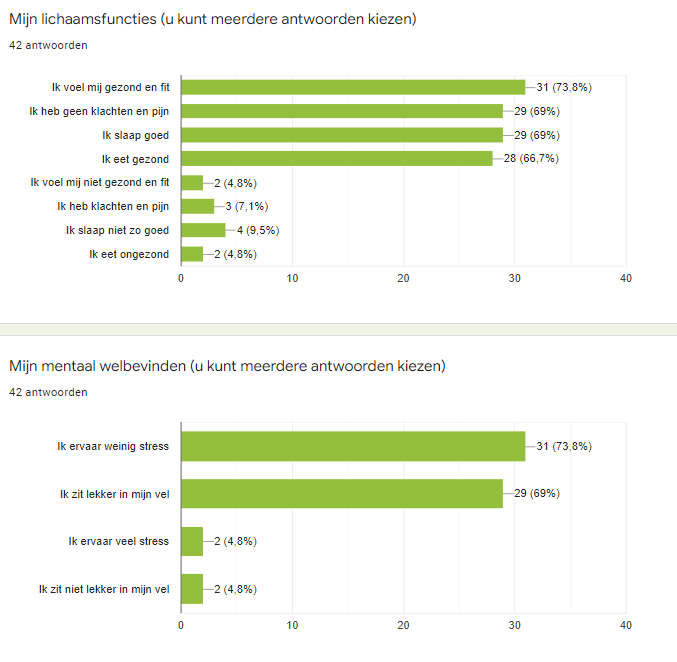 Mijn lichaamsfuncties (u kunt meerdere antwoorden kiezen)
42 antwoorden
Ik voel mij gezond en fit 31 (73,8%)
Ik heb geen klachten en pijn 29 (69%)
Ik slaap goed 29 (69%)
Ik eet gezond 28 (66,7%)
Ik voel mij niet gezond en fit 2 (4,8%)
Ik heb klachten en pijn 3 (7,1%)
Ik slaap niet zo goed 4 (9,5%)
Ik eet ongezond 2 (4,8%)
0 10 20 30 40
Mijn mentaal welbevinden (u kunt meerdere antwoorden kiezen)
42 antwoorden
Ik ervaar weinig stress 31 (73,8%)
Ik zit lekker in mijn vel 29 (69%)
Ik ervaar veel stress 2 (4,8%)
Ik zit niet lekker in mijn vel 2 (4,8%)
0 10 20 30 40